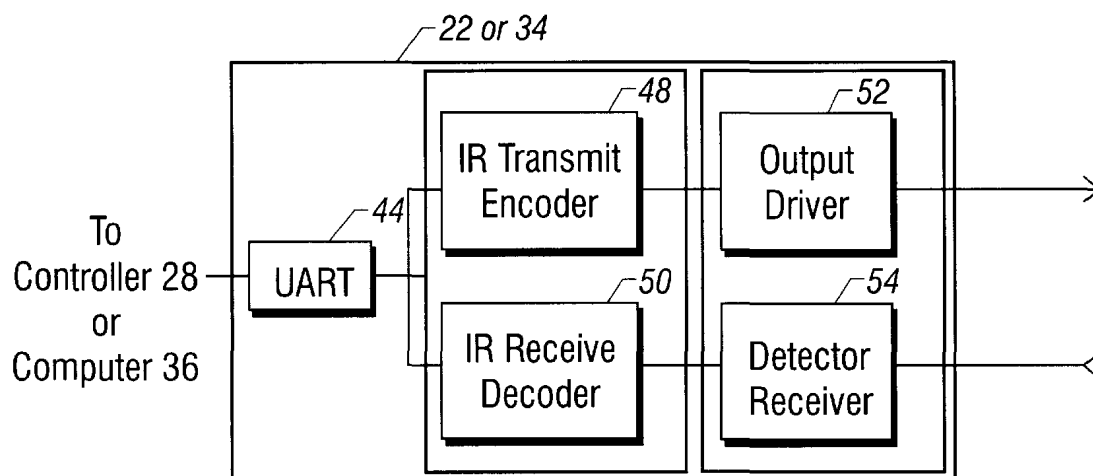 22 or 34
48
IR Transmit
Encoder
52
Output
Driver
To
Controller 28
or
Computer 36
44
UART
50
IR Receive
Decoder
54
Detector
Receiver